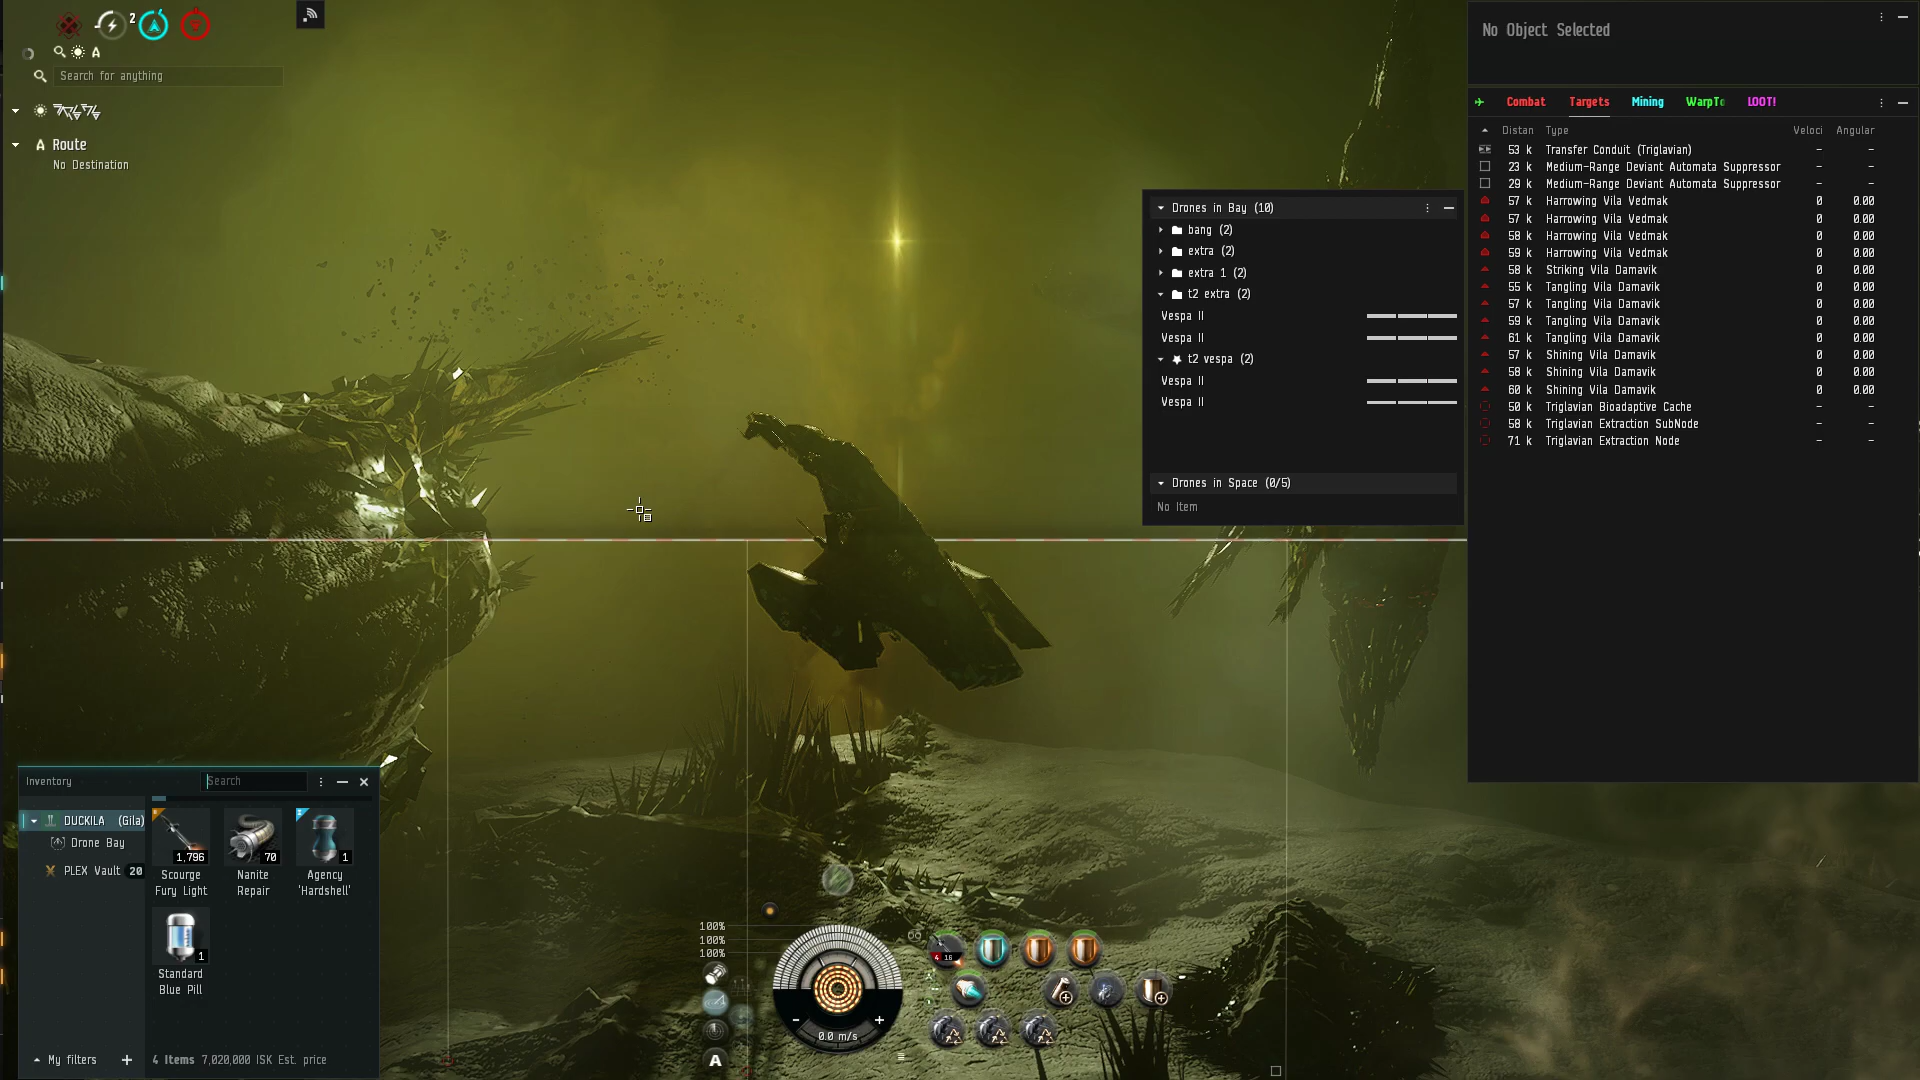 2
Search for anything
A Route
No Destination
No Object Selected
Combat Targets Mining WarpTo LOOT!
Distan Type Veloci Angular
53 k Transfer Conduit (Triglavian) – –
23 k Medium-Range Deviant Automata Suppressor – –
29 k Medium-Range Deviant Automata Suppressor – –
57 k Harrowing Vila Vedmak 0 0.00
57 k Harrowing Vila Vedmak 0 0.00
58 k Harrowing Vila Vedmak 0 0.00
59 k Harrowing Vila Vedmak 0 0.00
58 k Striking Vila Damavik 0 0.00
55 k Tangling Vila Damavik 0 0.00
57 k Tangling Vila Damavik 0 0.00
59 k Tangling Vila Damavik 0 0.00
61 k Tangling Vila Damavik 0 0.00
57 k Shining Vila Damavik 0 0.00
58 k Shining Vila Damavik 0 0.00
60 k Shining Vila Damavik 0 0.00
50 k Triglavian Bioadaptive Cache – –
58 k Triglavian Extraction SubNode – –
71 k Triglavian Extraction Node – –
Drones in Bay (10)
bang (2)
extra (2)
extra 1 (2)
t2 extra (2)
Vespa II
Vespa II
t2 vespa (2)
Vespa II
Vespa II
Drones in Space (0/5)
No Item
Inventory Search
DUCKILA (Gila)
Drone Bay
PLEX Vault 20
1,796 70 1
Scourge Nanite Agency
Fury Light Repair 'Hardshell'
1
Standard
Blue Pill
My filters + 4 Items 7,020,000 ISK Est. price
100%
100%
100%
4 16
0.0 m/s
A